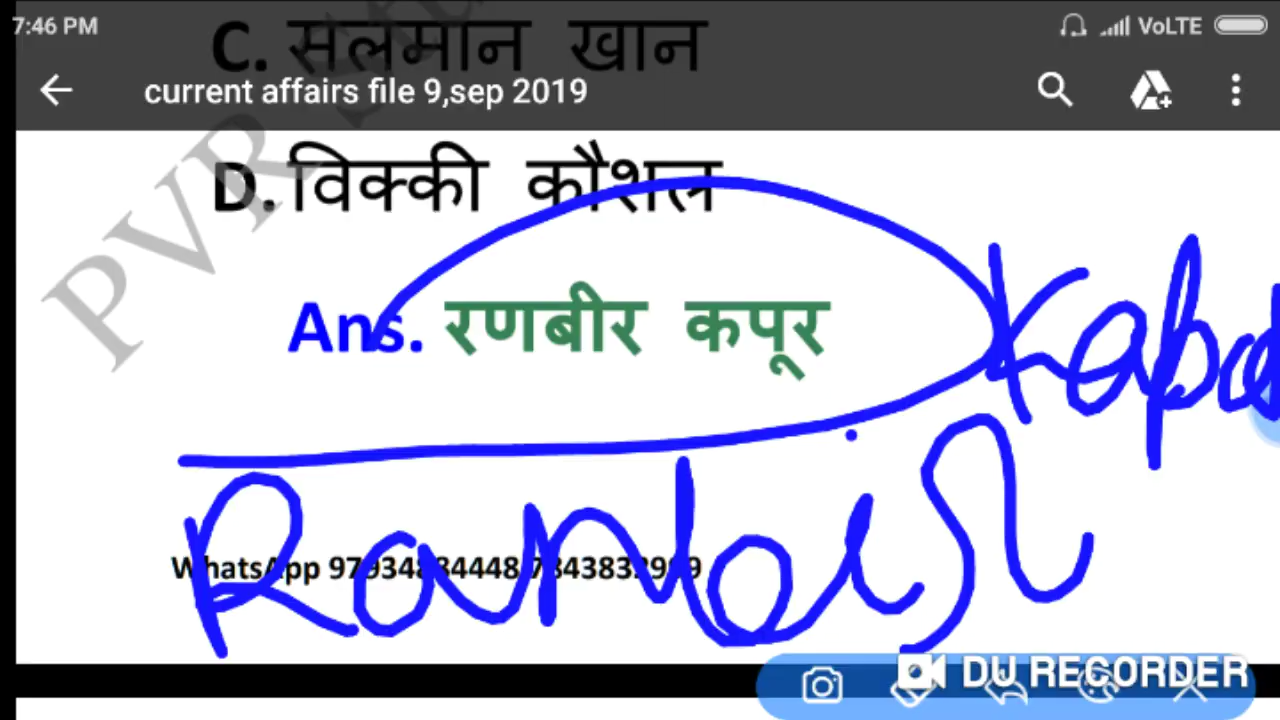 7:46 PM
VoLTE
C. सलमान खान
current affairs file 9,sep 2019
D. विक्की कौशल
Ans. रणबीर कपूर
Ranbir
PVR
WhatsApp
DU RECORDER